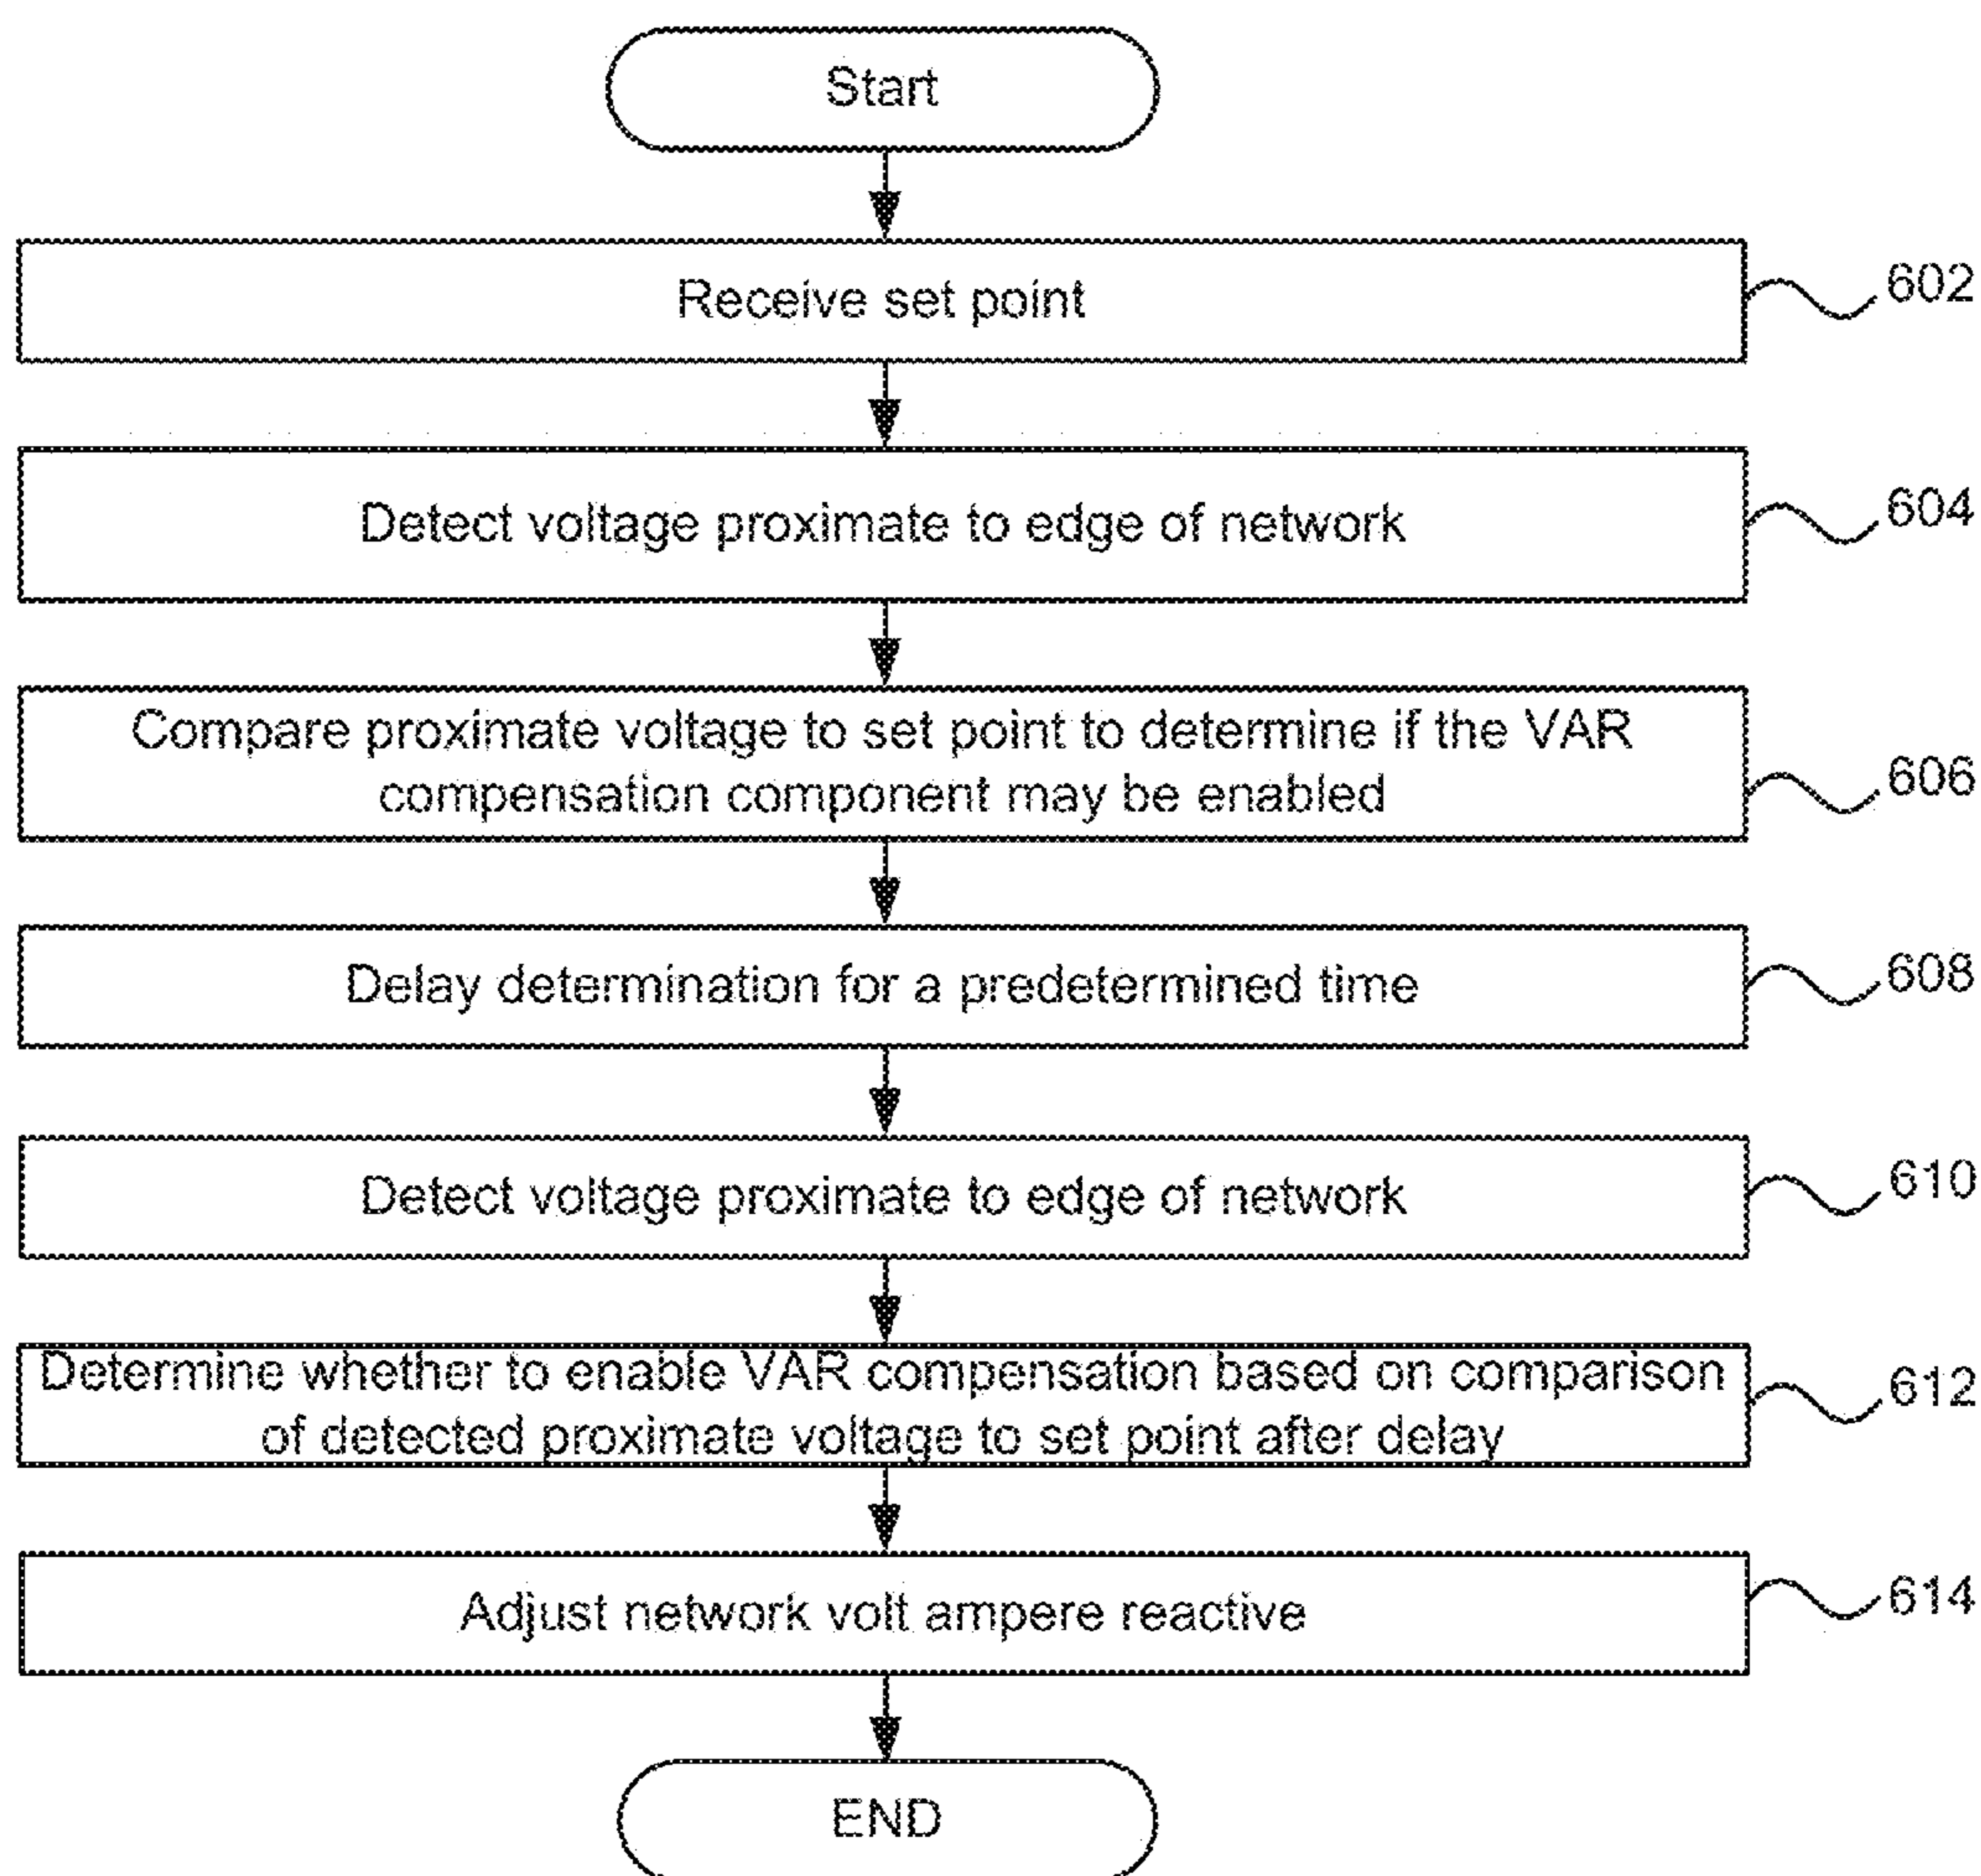 Start
Receive set point
602
Detect voltage proximate to edge of network
604
Compare proximate voltage to set point to determine if the VAR
compensation component may be enabled
606
Delay determination for a predetermined time
608
Detect voltage proximate to edge of network
610
Determine whether to enable VAR compensation based on comparison
of detected proximate voltage to set point after delay
612
Adjust network volt ampere reactive
614
END